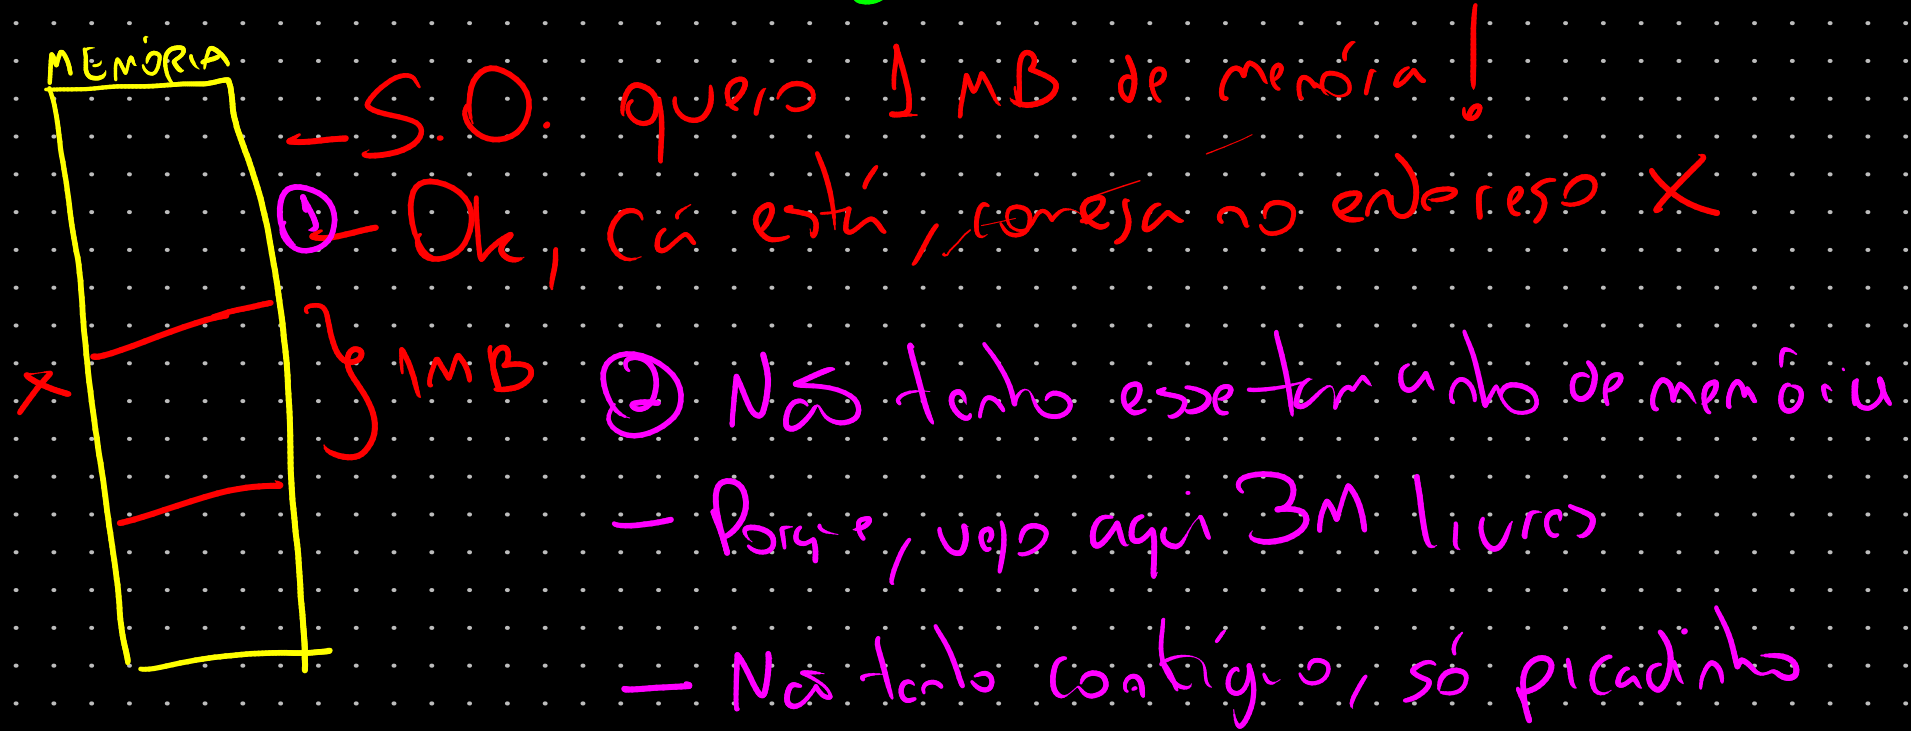 MEMÓRIA
- S.O. quero 1 MB de memória!
① - Ok, cá está, começa no endereso X
X } 1MB
② Não tenho esse tamanho de memória
- Porque, vejo aqui 3M livres
- Não tenho contíguo, só picadinho